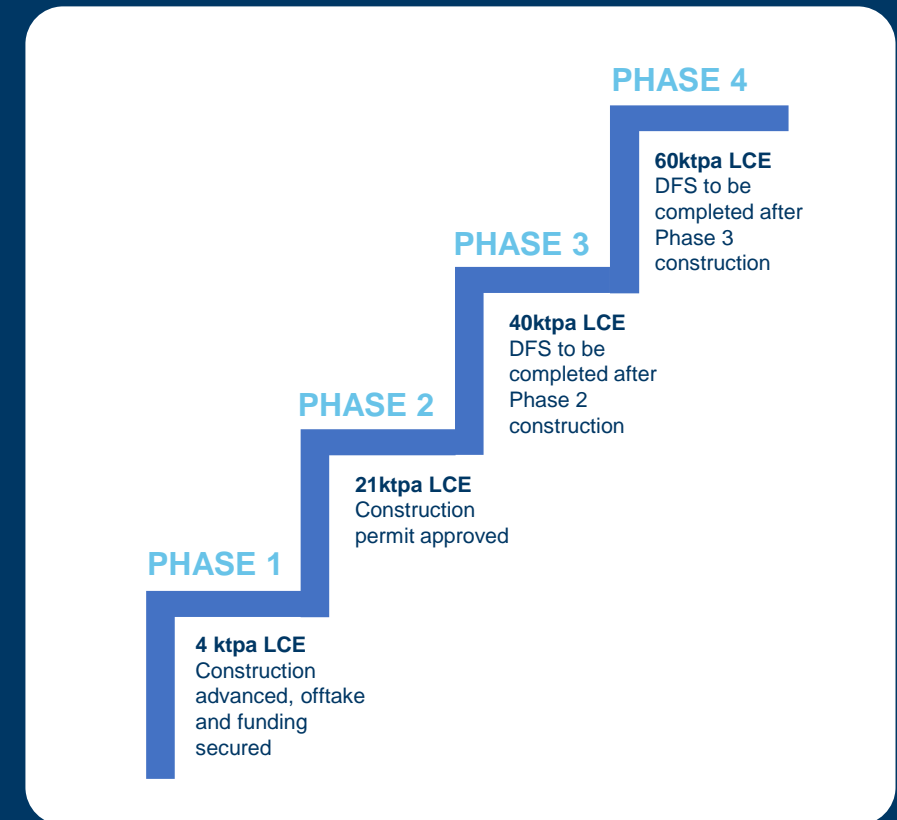 PHASE 4
60ktpa LCE
DFS to be
completed after
Phase 3
construction
PHASE 3
40ktpa LCE
DFS to be
completed after
Phase 2
construction
PHASE 2
21ktpa LCE
Construction
permit approved
PHASE 1
4 ktpa LCE
Construction
advanced, offtake
and funding
secured